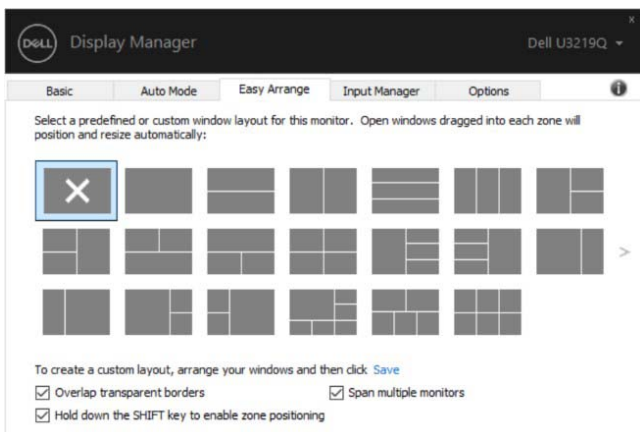 x
DELL Display Manager Dell U3219Q
Basic Auto Mode Easy Arrange Input Manager Options i
Select a predefined or custom window layout for this monitor. Open windows dragged into each zone will
position and resize automatically:
>
To create a custom layout, arrange your windows and then click Save
Overlap transparent borders Span multiple monitors
Hold down the SHIFT key to enable zone positioning